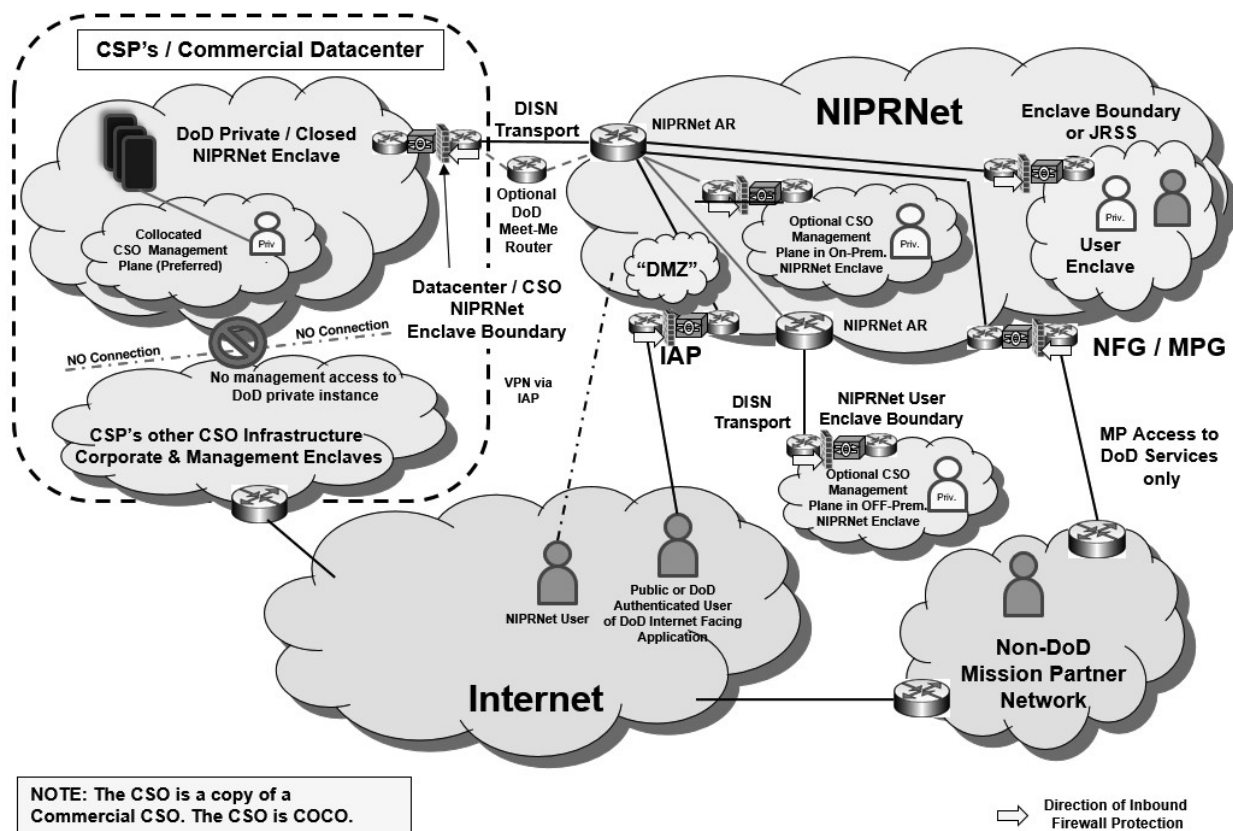 CSP's / Commercial Datacenter
DoD Private / Closed
NIPRNet Enclave
Collocated
CSO Management
Plane (Preferred)
Priv
NO Connection
NO Connection
No management access to
DoD private instance
CSP's other CSO Infrastructure
Corporate & Management Enclaves
DISN
Transport
Optional
DoD
Meet-Me
Router
Datacenter / CSO
NIPRNet
Enclave Boundary
VPN via
IAP
NIPRNet AR
NIPRNet
Enclave Boundary
or JRSS
Priv.
User
Enclave
Optional CSO
Management
Plane in On-Prem.
NIPRNet Enclave
Priv.
“DMZ”
IAP
NIPRNet AR
NFG / MPG
DISN
Transport
NIPRNet User
Enclave Boundary
Optional CSO
Management
Plane in OFF-Prem.
NIPRNet Enclave
Priv.
MP Access to
DoD Services
only
NIPRNet User
Public or DoD
Authenticated User
of DoD Internet Facing
Application
Internet
Non-DoD
Mission Partner
Network
NOTE: The CSO is a copy of a
Commercial CSO. The CSO is COCO.
Direction of Inbound
Firewall Protection